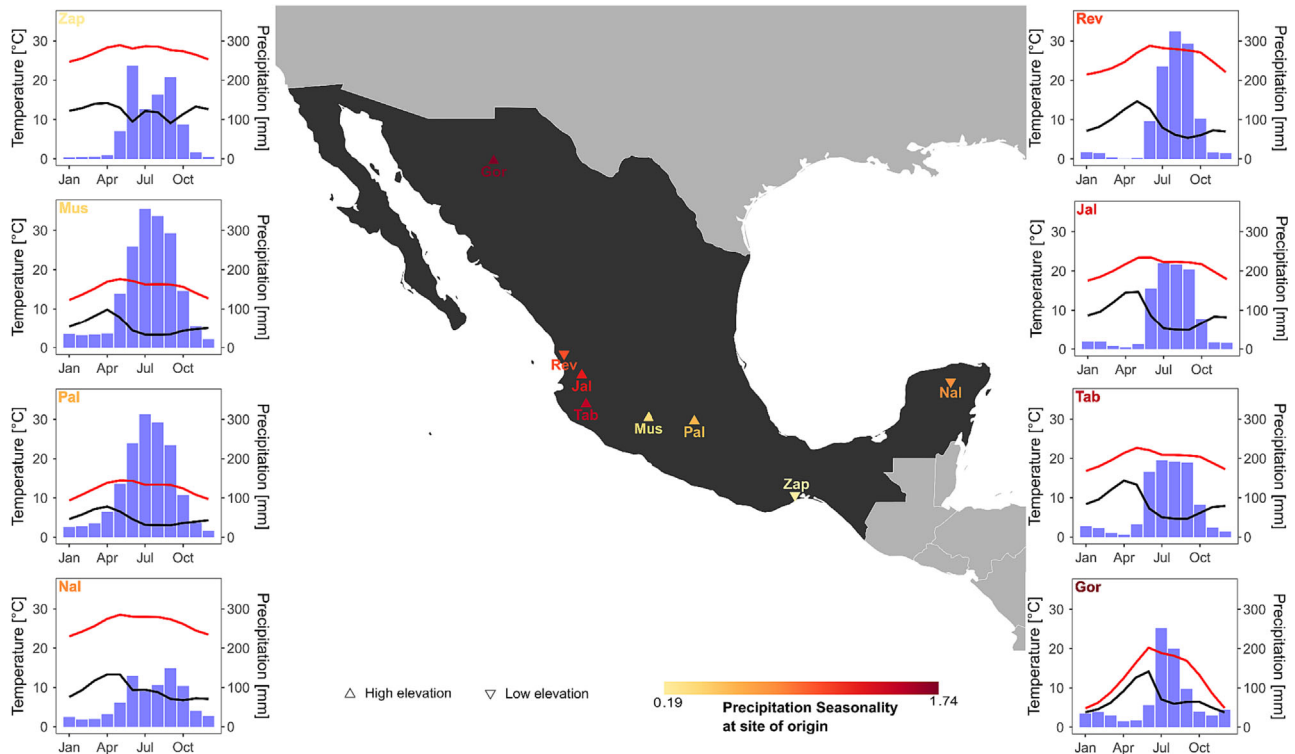 Zap
Temperature [°C]
Precipitation [mm]
30
20
10
0
300
200
100
0
Jan Apr Jul Oct
Mus
Temperature [°C]
Precipitation [mm]
30
20
10
0
300
200
100
0
Jan Apr Jul Oct
Pal
Temperature [°C]
Precipitation [mm]
30
20
10
0
300
200
100
0
Jan Apr Jul Oct
Nal
Temperature [°C]
Precipitation [mm]
30
20
10
0
300
200
100
0
Jan Apr Jul Oct
Gor
Rev
Jal
Tab
Mus
Pal
Nal
Zap
High elevation
Low elevation
0.19
1.74
Precipitation Seasonality
at site of origin
Rev
Temperature [°C]
Precipitation [mm]
30
20
10
0
300
200
100
0
Jan Apr Jul Oct
Jal
Temperature [°C]
Precipitation [mm]
30
20
10
0
300
200
100
0
Jan Apr Jul Oct
Tab
Temperature [°C]
Precipitation [mm]
30
20
10
0
300
200
100
0
Jan Apr Jul Oct
Gor
Temperature [°C]
Precipitation [mm]
30
20
10
0
300
200
100
0
Jan Apr Jul Oct